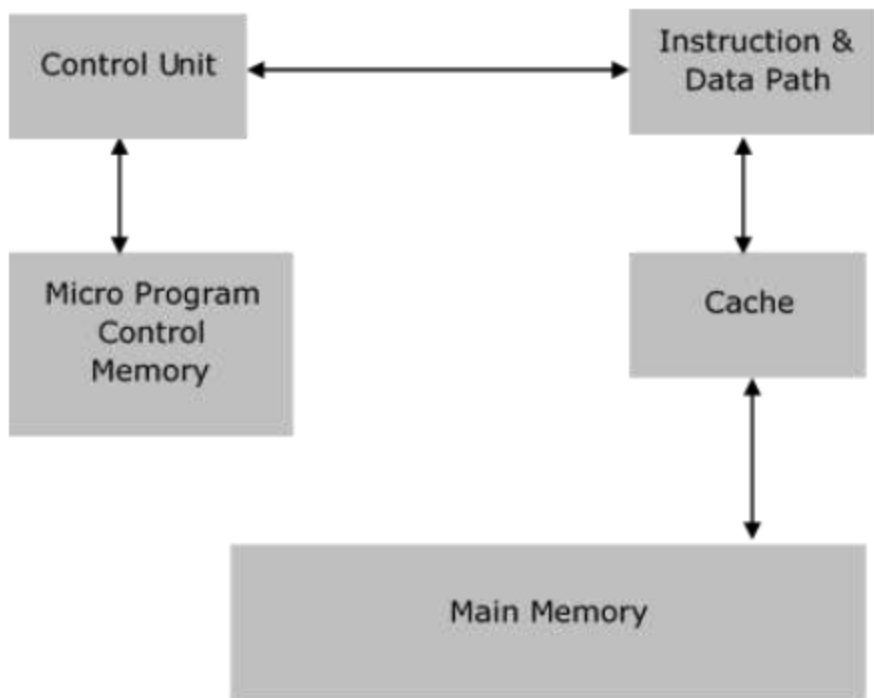 Control Unit
Instruction &
Data Path
Micro Program
Control
Memory
Cache
Main Memory